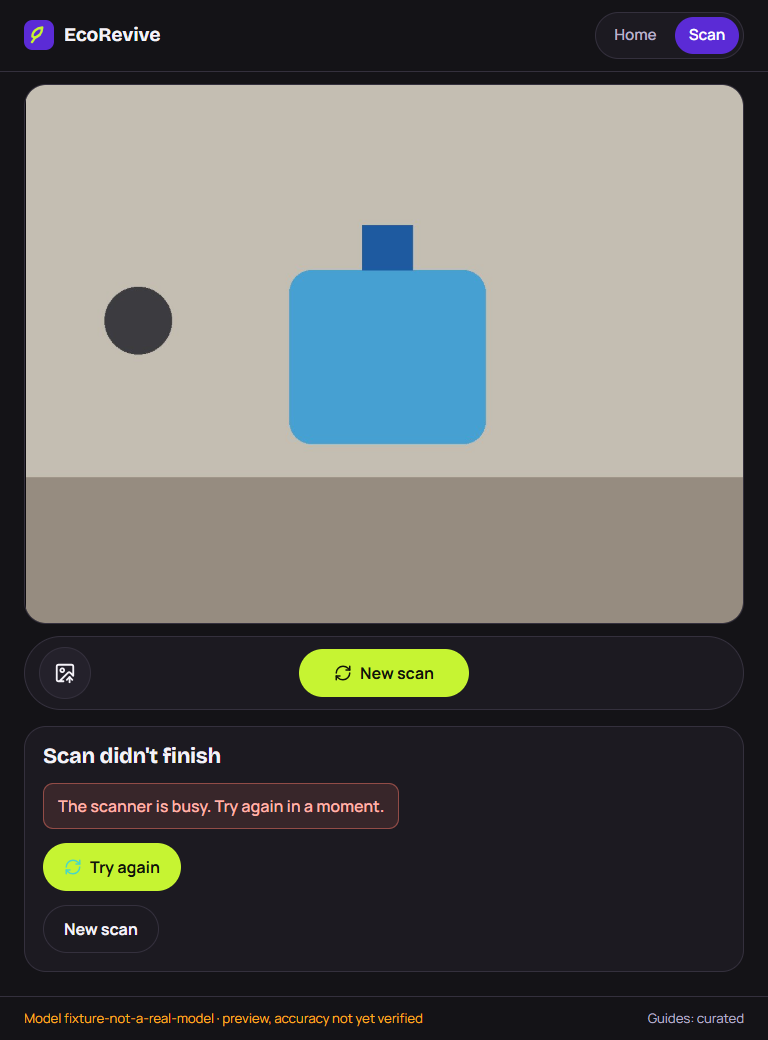 EcoRevive
Home
Scan
New scan
Scan didn't finish
The scanner is busy. Try again in a moment.
Try again
New scan
Model fixture-not-a-real-model · preview, accuracy not yet verified
Guides: curated